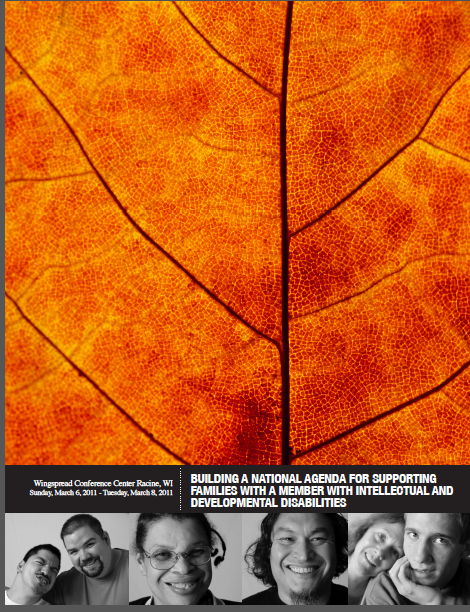 Wingspread Conference Center Racine, WI
Sunday, March 6, 2011 - Tuesday, March 8, 2011
BUILDING A NATIONAL AGENDA FOR SUPPORTING
FAMILIES WITH A MEMBER WITH INTELLECTUAL AND
DEVELOPMENTAL DISABILITIES